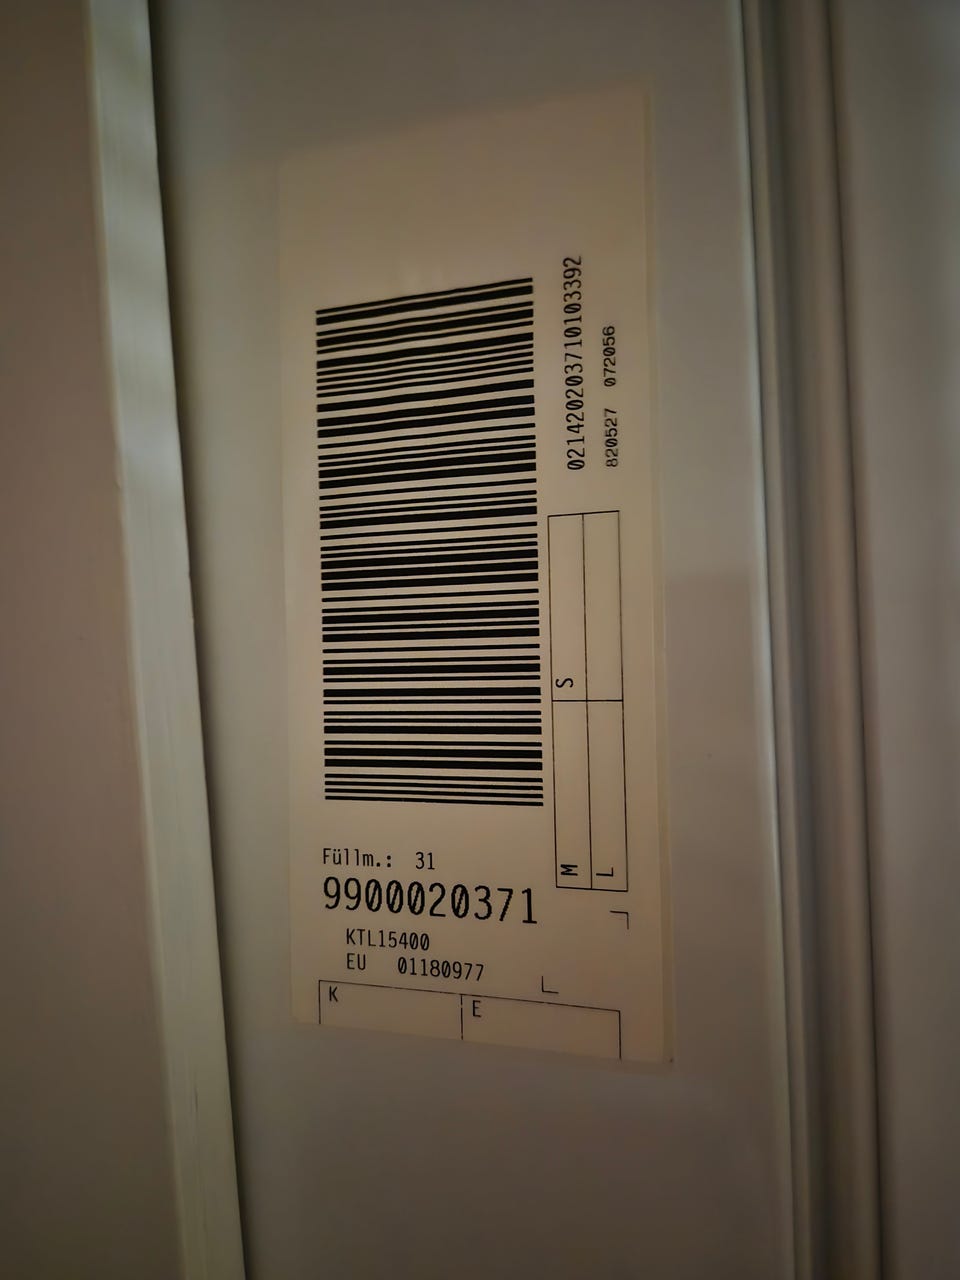 Füllm.: 31
9900020371
KTL15400
EU 01180977
K
E
021420203710103392
820527 072056
S
M
L